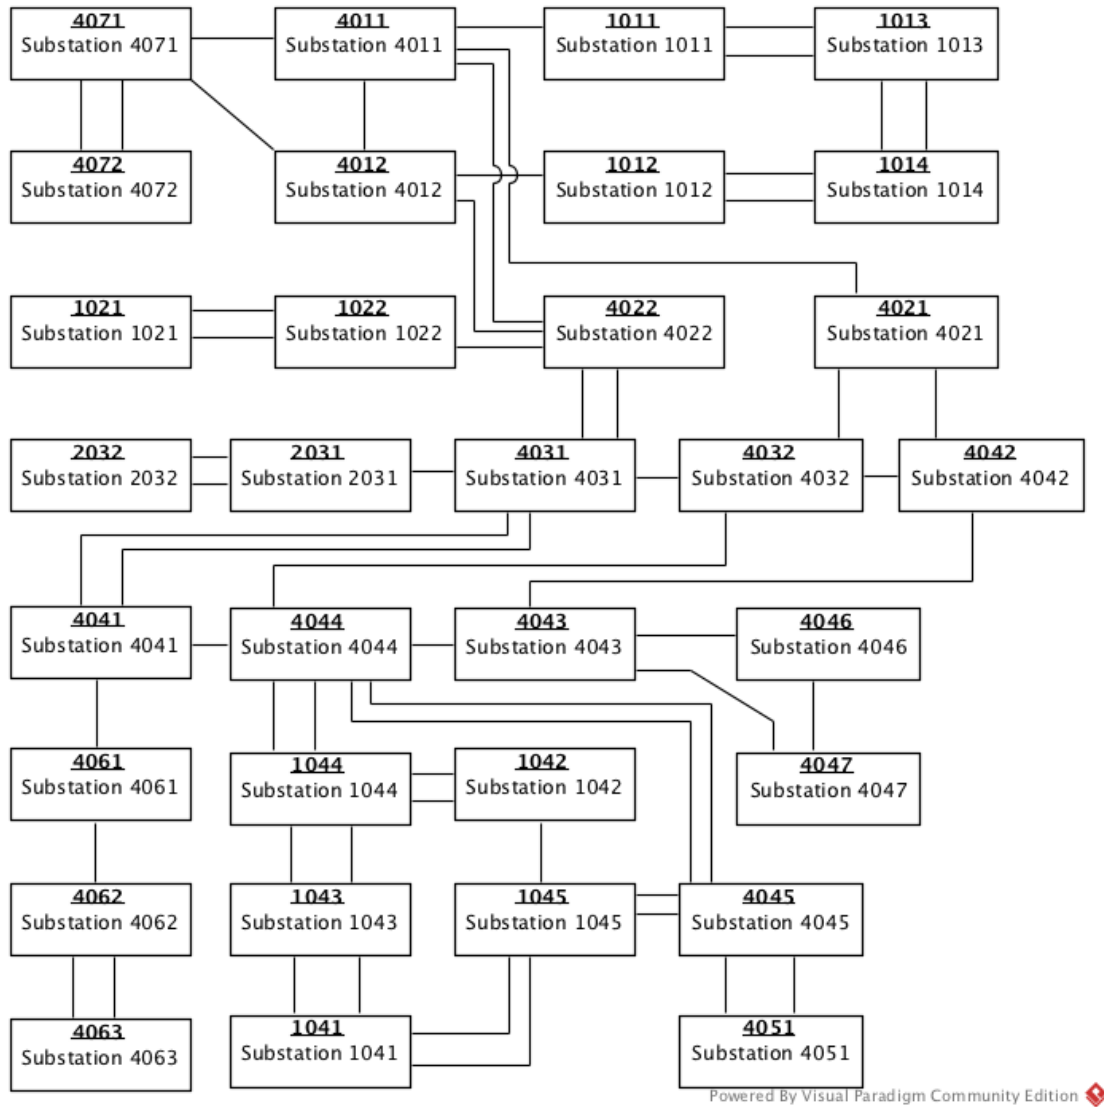 4071
Substation 4071
4011
Substation 4011
1011
Substation 1011
1013
Substation 1013
4072
Substation 4072
4012
Substation 4012
1012
Substation 1012
1014
Substation 1014
1021
Substation 1021
1022
Substation 1022
4022
Substation 4022
4021
Substation 4021
2032
Substation 2032
2031
Substation 2031
4031
Substation 4031
4032
Substation 4032
4042
Substation 4042
4041
Substation 4041
4044
Substation 4044
4043
Substation 4043
4046
Substation 4046
4061
Substation 4061
1044
Substation 1044
1042
Substation 1042
4047
Substation 4047
4062
Substation 4062
1043
Substation 1043
1045
Substation 1045
4045
Substation 4045
4063
Substation 4063
1041
Substation 1041
4051
Substation 4051
Powered By Visual Paradigm Community Edition